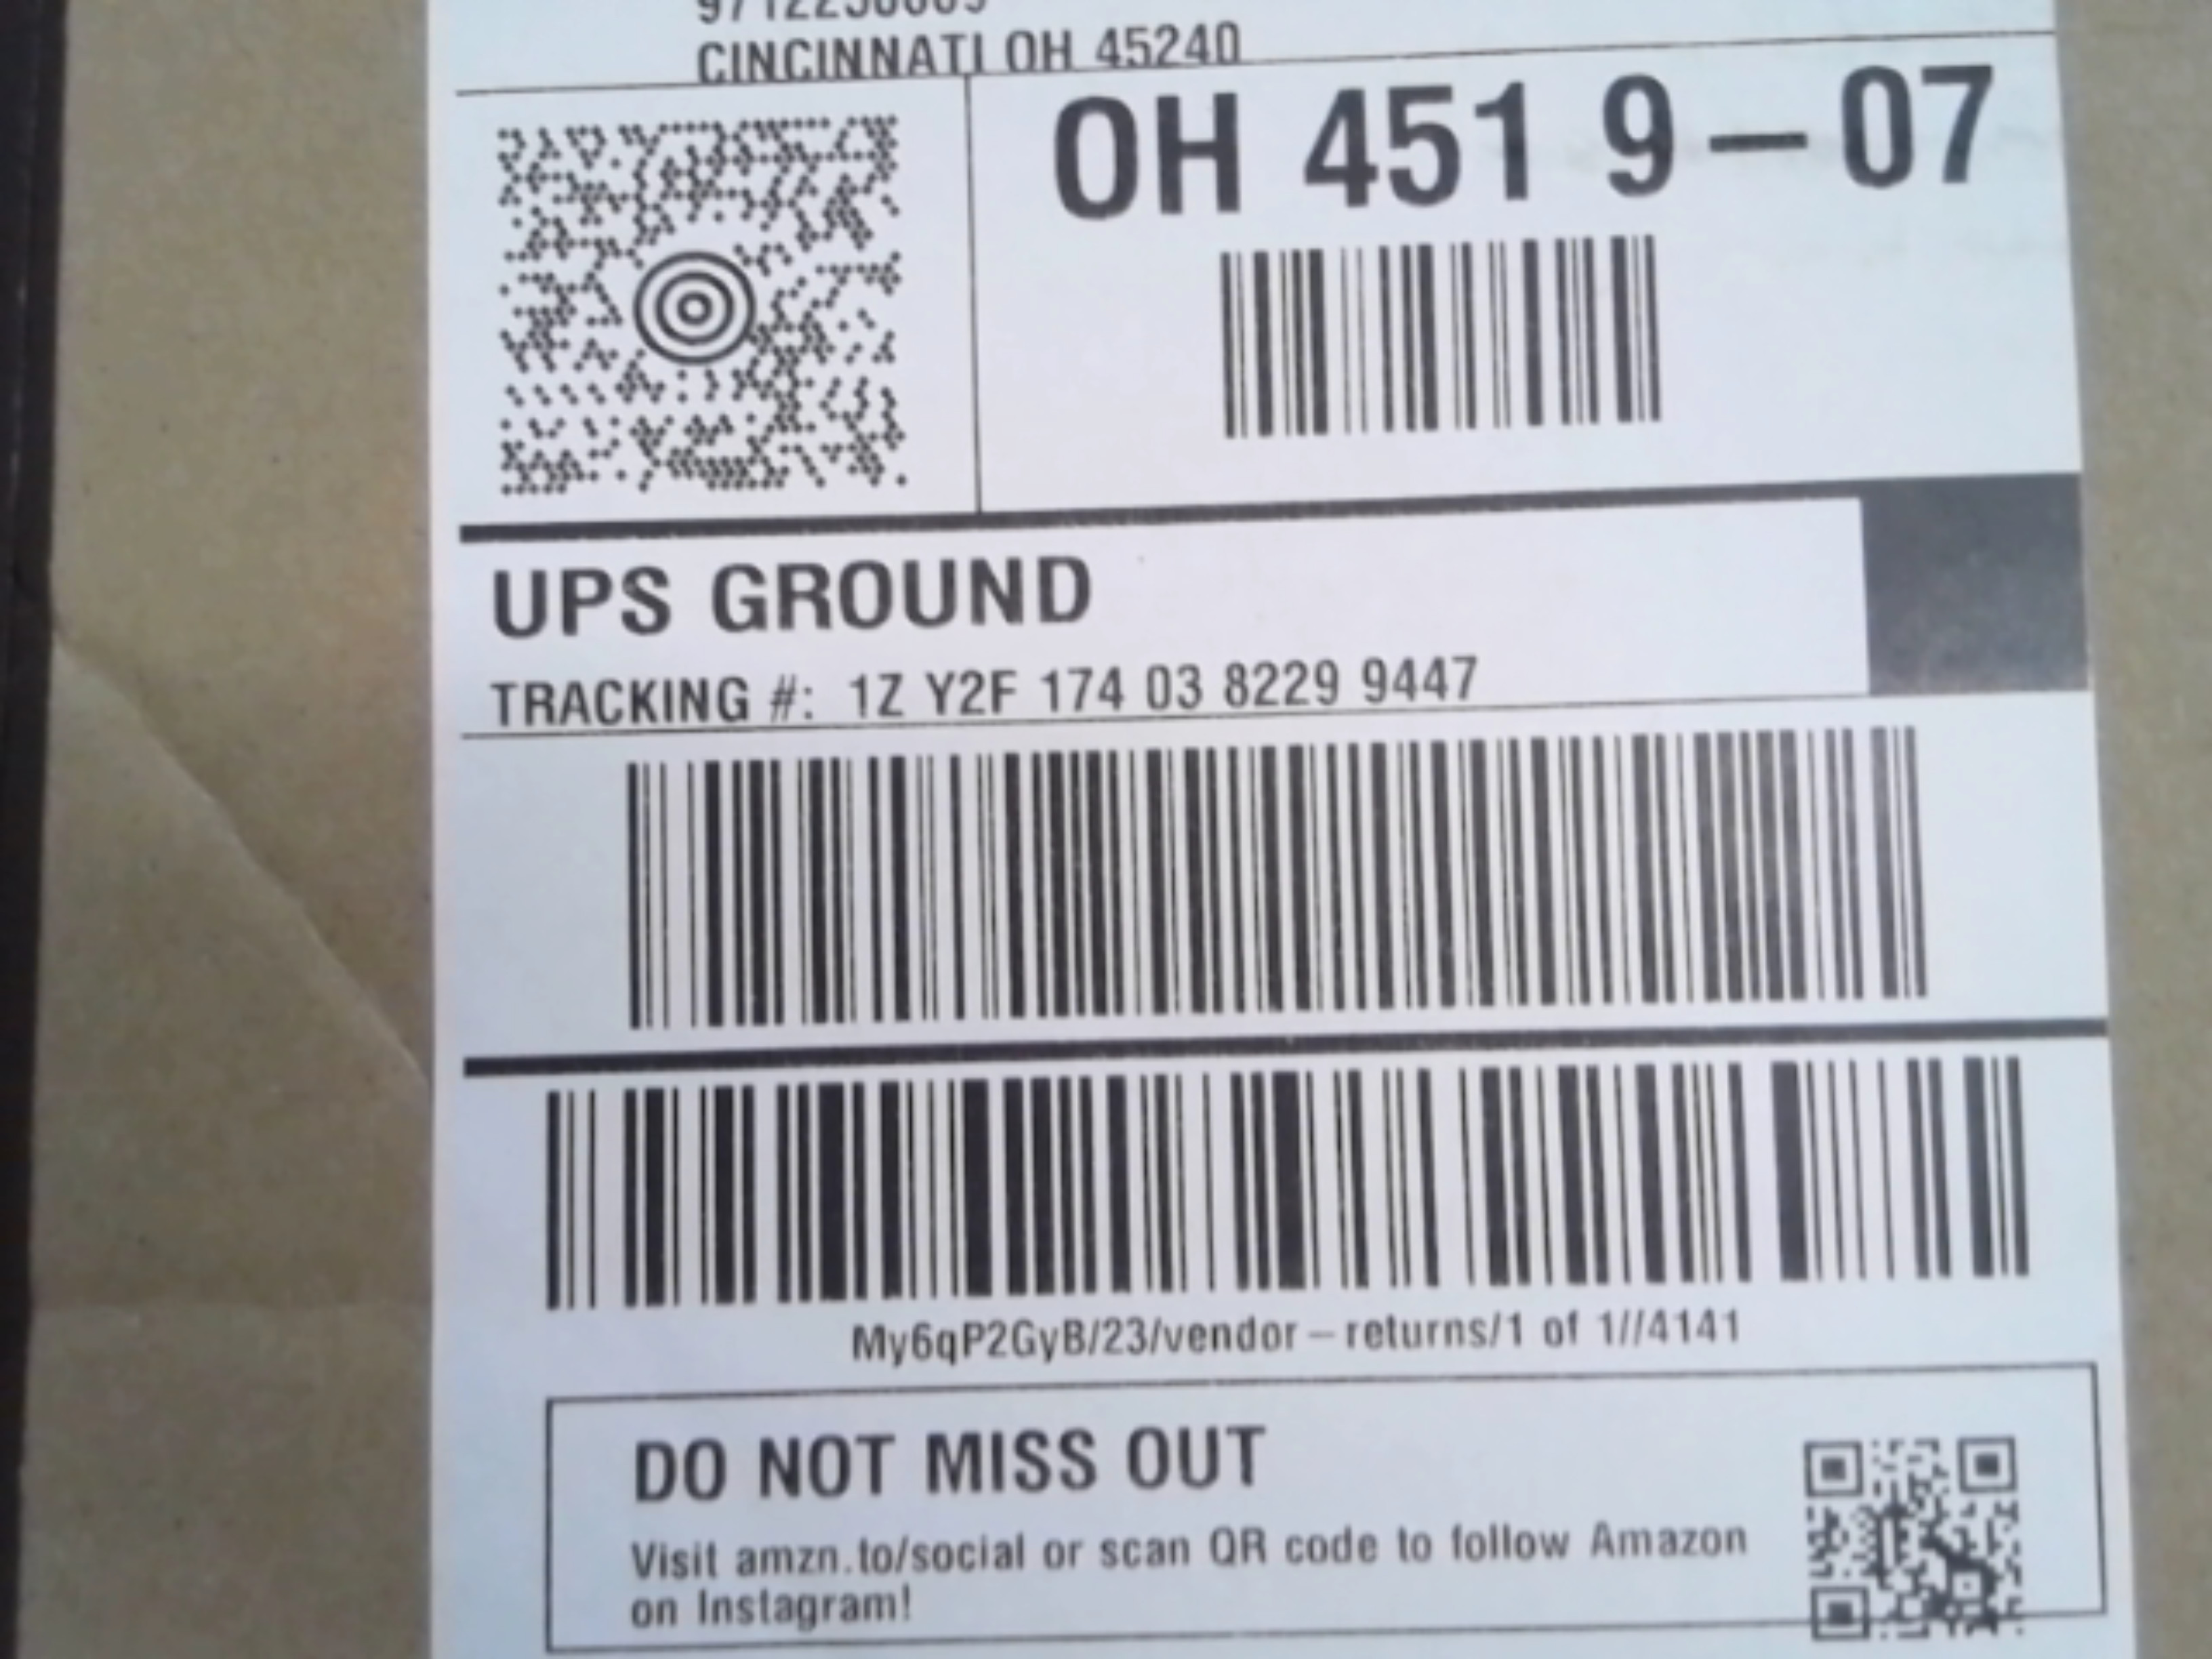 CINCINNATI OH 45240
OH 451 9-07
UPS GROUND
TRACKING #: 1Z Y2F 174 03 8229 9447
My6qP2GyB/23/vendor-returns/1 of 1//4141
DO NOT MISS OUT
Visit amzn.to/social or scan QR code to follow Amazon
on Instagram!